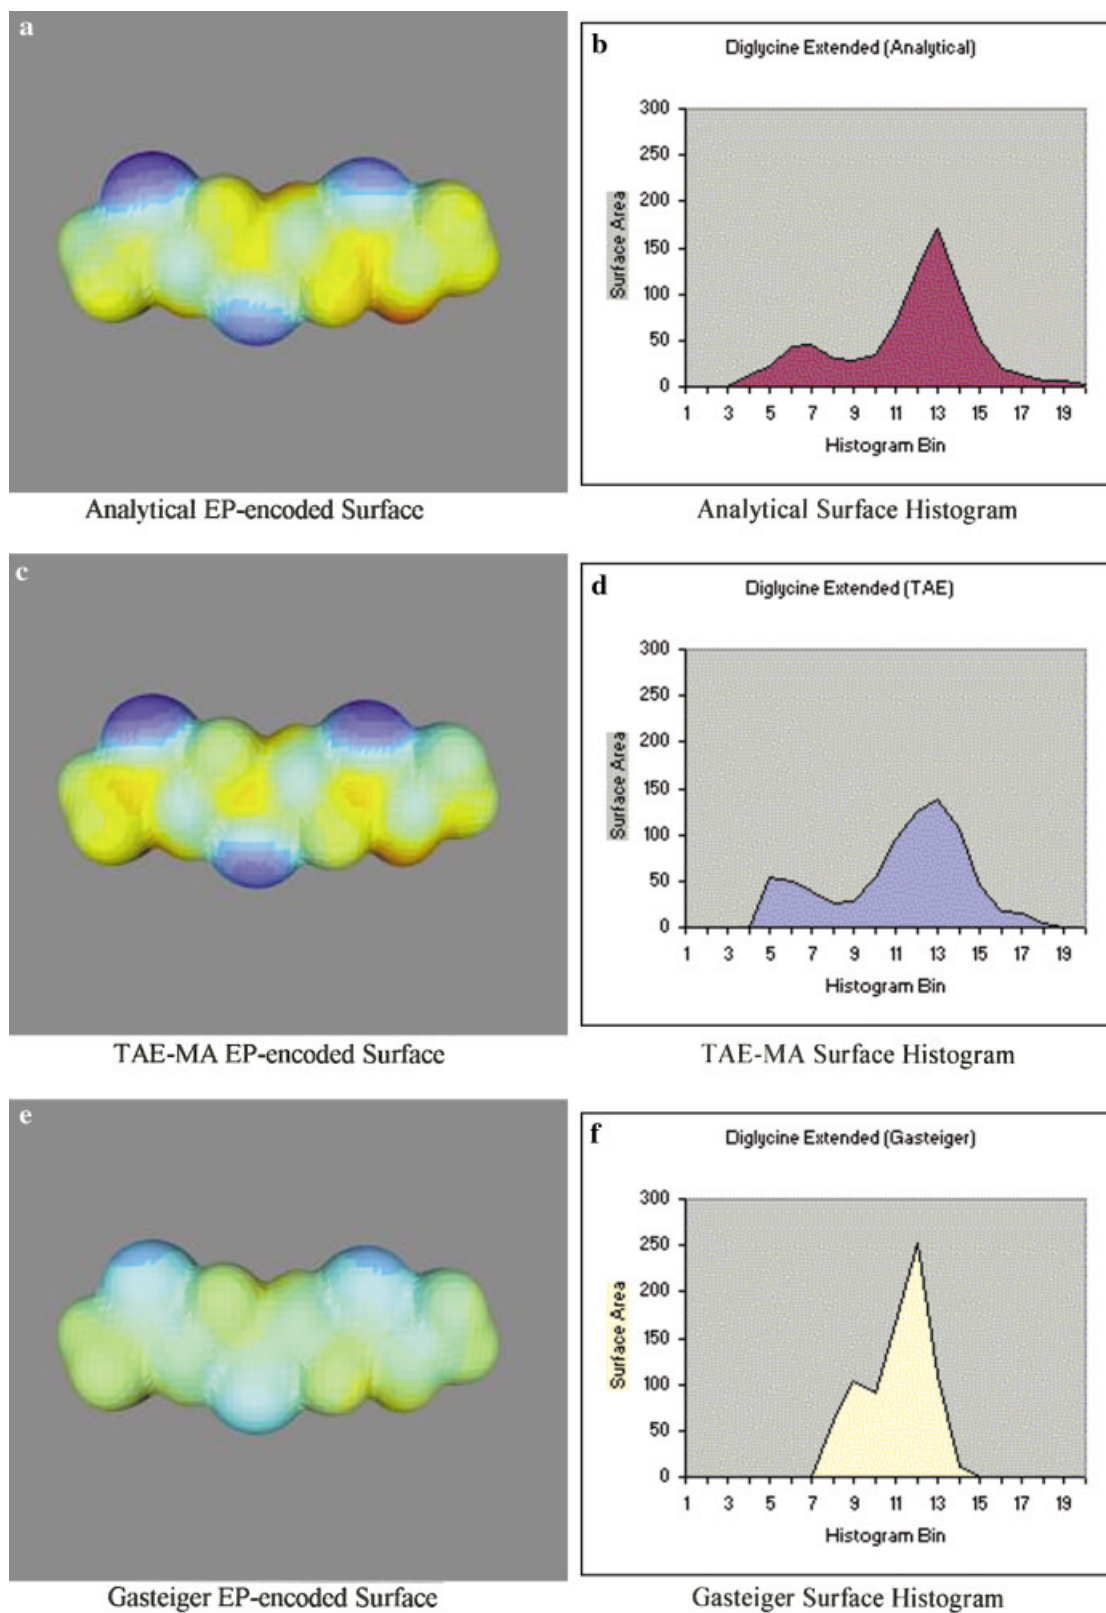 a
b
Diglycine Extended (Analytical)
300
250
200
150
100
50
0
Surface Area
1 3 5 7 9 11 13 15 17 19
Histogram Bin
Analytical EP-encoded Surface
Analytical Surface Histogram
c
d
Diglycine Extended (TAE)
300
250
200
150
100
50
0
Surface Area
1 3 5 7 9 11 13 15 17 19
Histogram Bin
TAE-MA EP-encoded Surface
TAE-MA Surface Histogram
e
f
Diglycine Extended (Gasteiger)
300
250
200
150
100
50
0
Surface Area
1 3 5 7 9 11 13 15 17 19
Histogram Bin
Gasteiger EP-encoded Surface
Gasteiger Surface Histogram